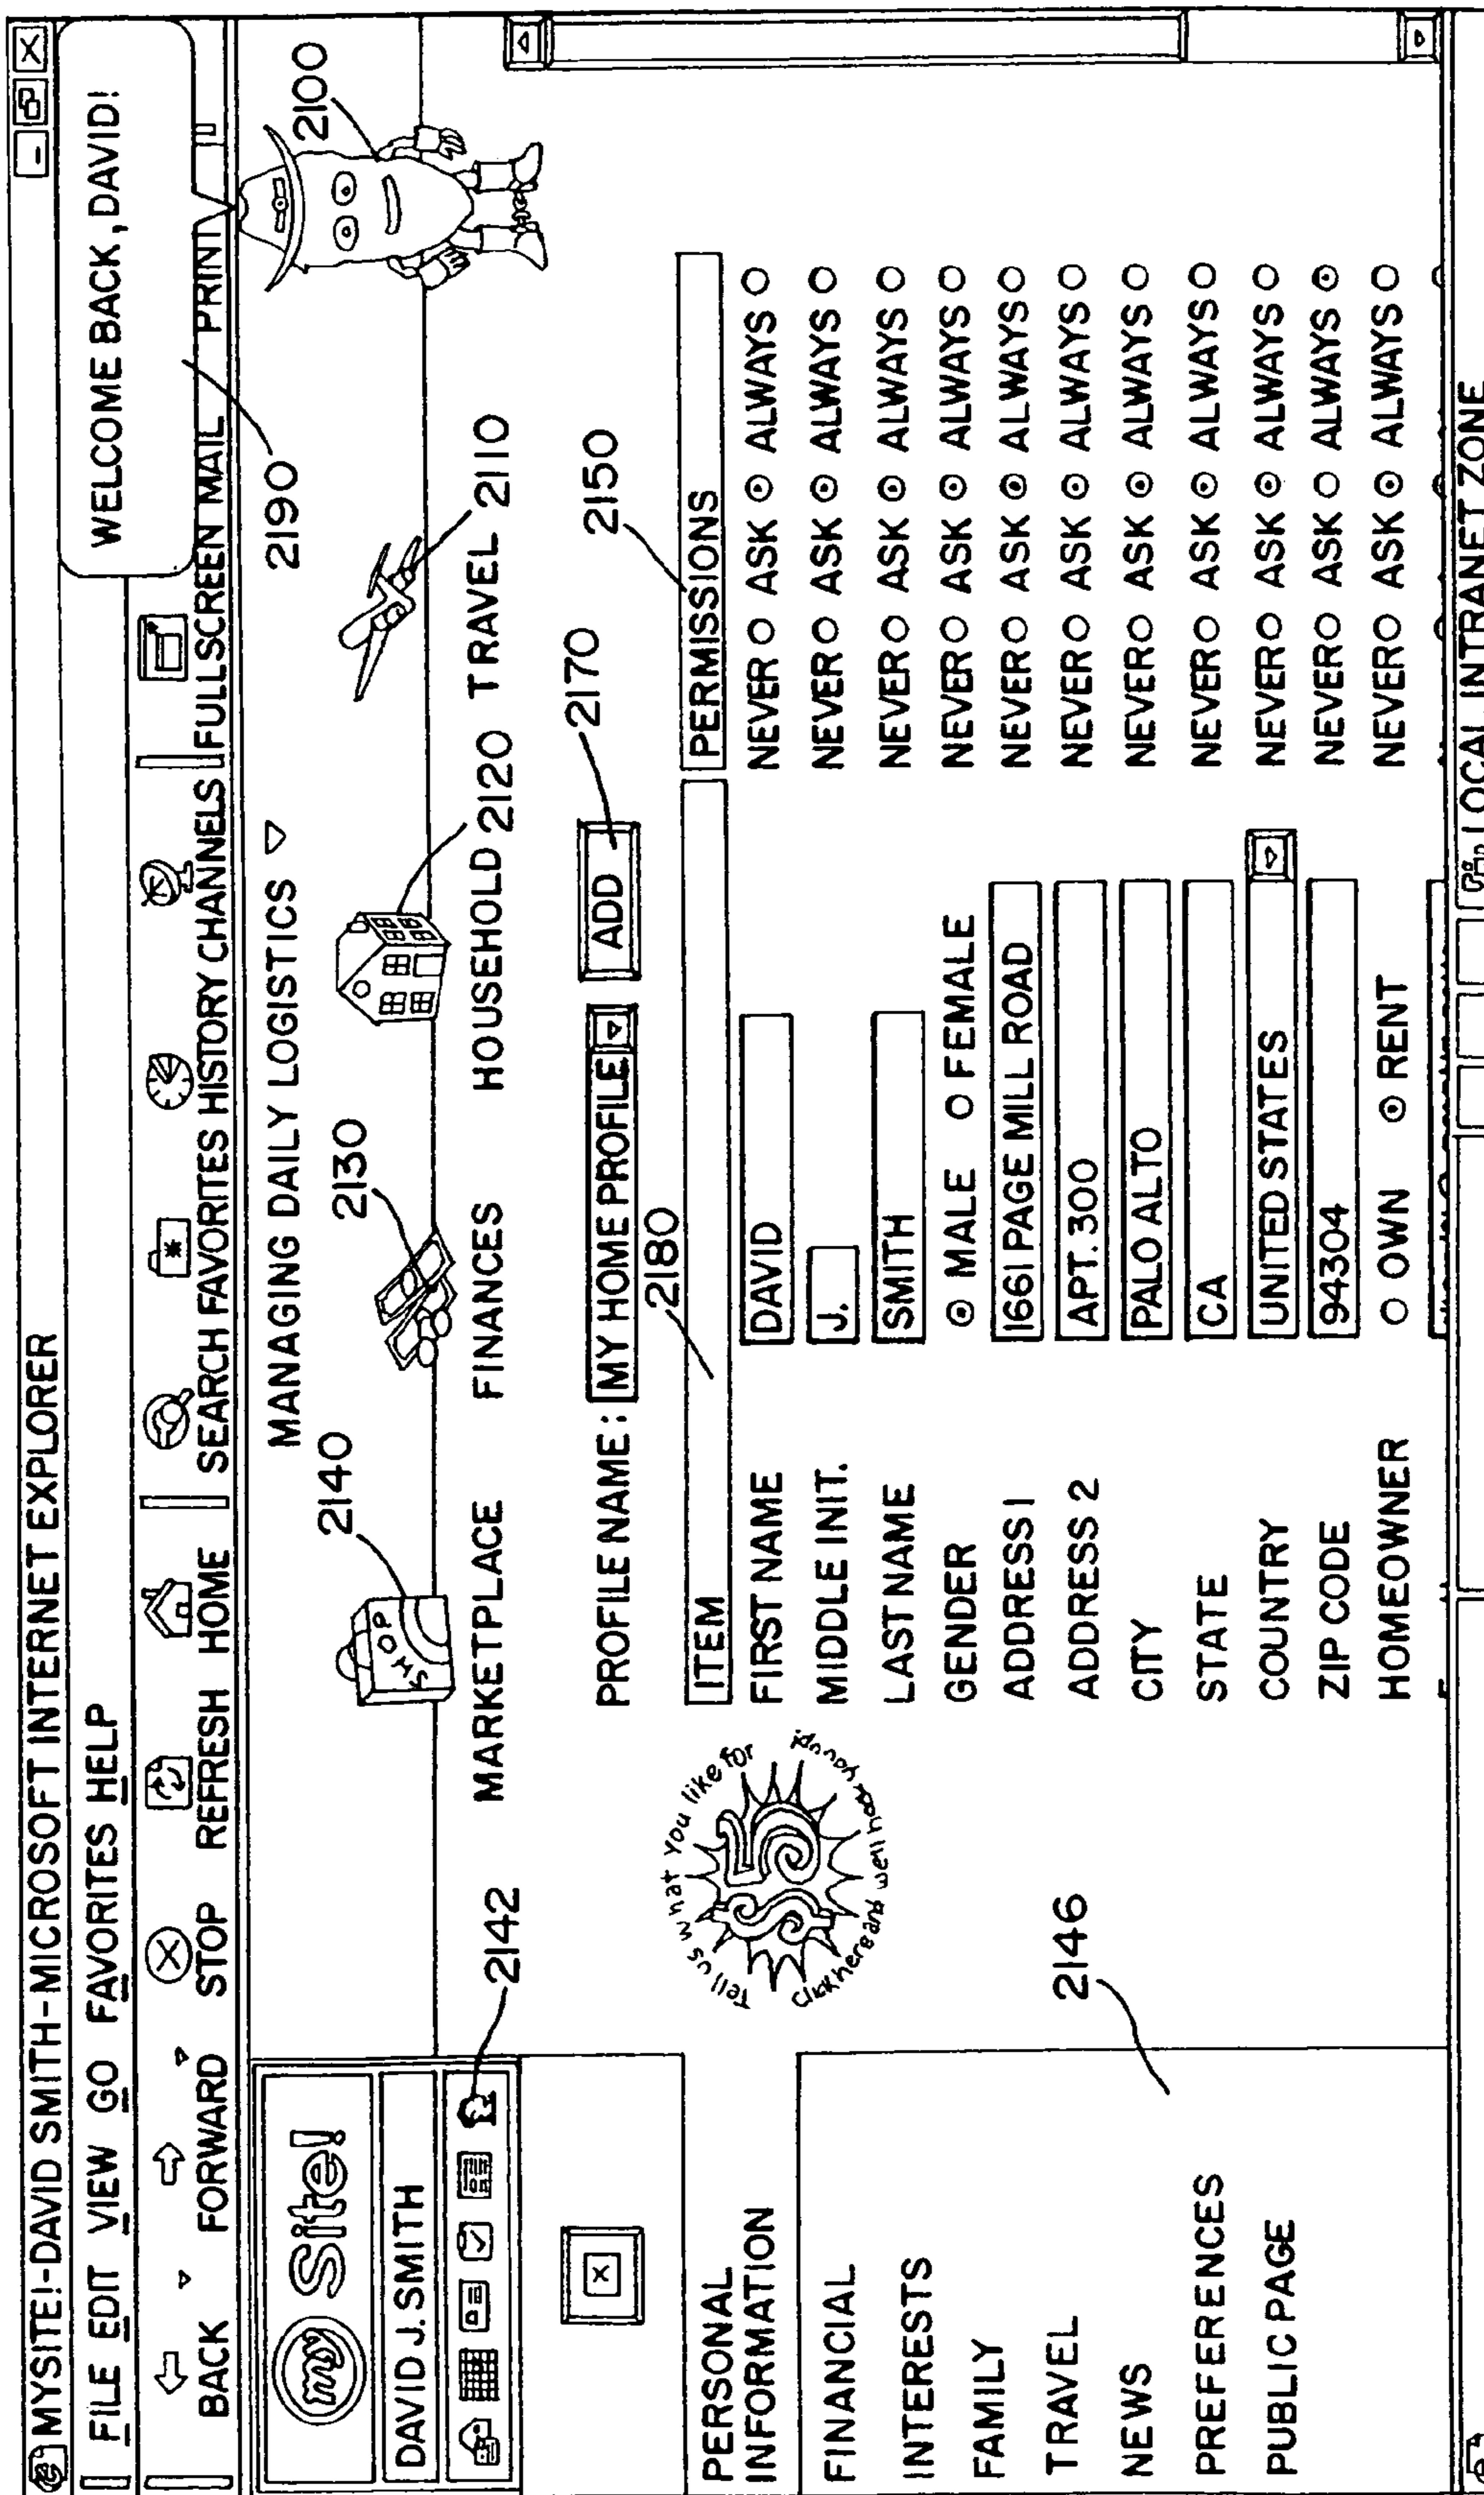 MYSITE!-DAVID SMITH-MICROSOFT INTERNET EXPLORER
FILE EDIT VIEW GO FAVORITES HELP
WELCOME BACK, DAVID!
BACK FORWARD STOP REFRESH HOME SEARCH FAVORITES HISTORY CHANNELS FULLSCREEN MAIL PRINT
2190
2100
my Site!
DAVID J. SMITH
2142
MANAGING DAILY LOGISTICS
2140
2130
SHOP
MARKETPLACE FINANCES HOUSEHOLD 2120 TRAVEL 2110
PROFILE NAME: MY HOME PROFILE ADD 2170
2180
2150
Tell us what you like for
Click here and we'll
ITEM PERMISSIONS
FIRST NAME DAVID NEVER ASK ALWAYS
MIDDLE INIT. J. NEVER ASK ALWAYS
LAST NAME SMITH NEVER ASK ALWAYS
GENDER MALE FEMALE NEVER ASK ALWAYS
ADDRESS 1 1661 PAGE MILL ROAD NEVER ASK ALWAYS
ADDRESS 2 APT. 300 NEVER ASK ALWAYS
CITY PALO ALTO NEVER ASK ALWAYS
STATE CA NEVER ASK ALWAYS
COUNTRY UNITED STATES NEVER ASK ALWAYS
ZIP CODE 94304 NEVER ASK ALWAYS
HOMEOWNER OWN RENT NEVER ASK ALWAYS
PERSONAL
INFORMATION
FINANCIAL
INTERESTS
FAMILY
TRAVEL
NEWS
PREFERENCES
PUBLIC PAGE
2146
LOCAL INTRANET ZONE